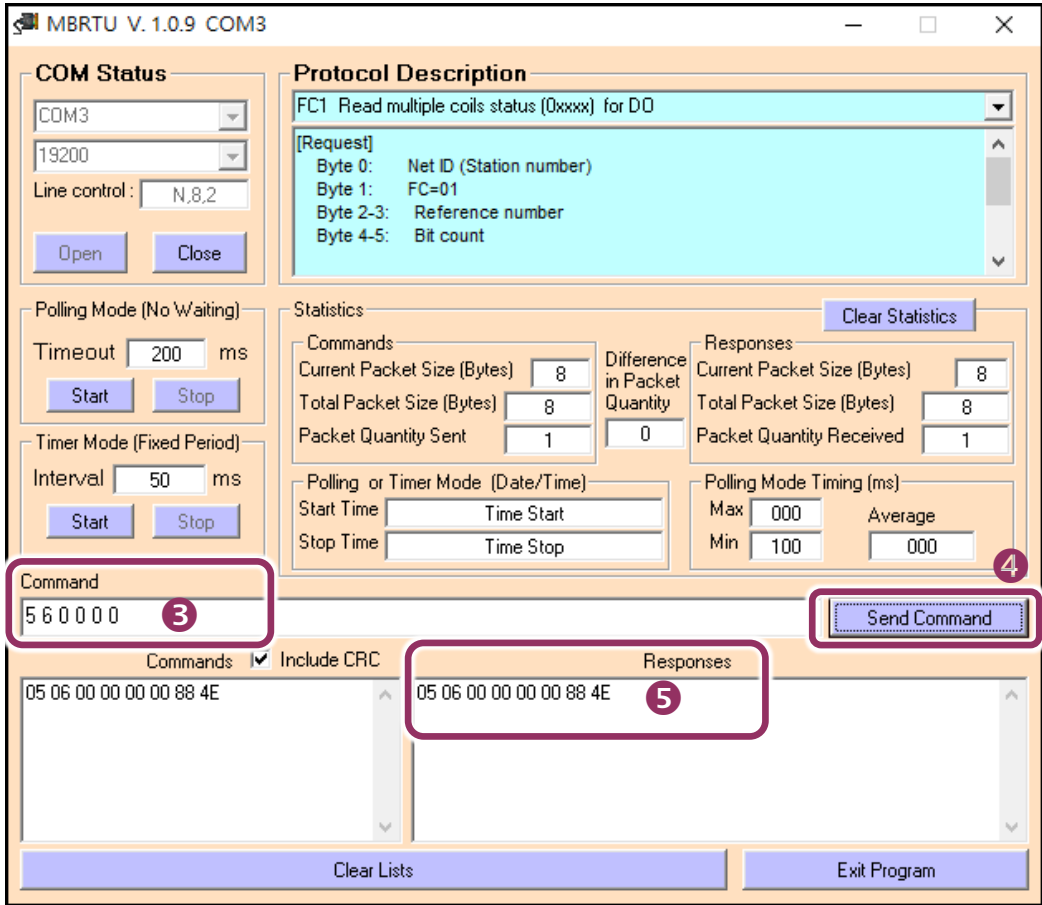 MBRTU V. 1.0.9 COM3
COM Status
COM3
19200
Line control : N,8,2
Open Close
Protocol Description
FC1 Read multiple coils status (0xxxx) for DO
[Request]
Byte 0: Net ID (Station number)
Byte 1: FC=01
Byte 2-3: Reference number
Byte 4-5: Bit count
Polling Mode (No Waiting)
Timeout 200 ms
Start Stop
Timer Mode (Fixed Period)
Interval 50 ms
Start Stop
Statistics
Clear Statistics
Commands
Current Packet Size (Bytes) 8
Total Packet Size (Bytes) 8
Packet Quantity Sent 1
Difference
in Packet
Quantity
0
Responses
Current Packet Size (Bytes) 8
Total Packet Size (Bytes) 8
Packet Quantity Received 1
Polling or Timer Mode (Date/Time)
Start Time Time Start
Stop Time Time Stop
Polling Mode Timing (ms)
Max 000
Min 100
Average
000
Command
5 6 0 0 0 0
3
4
Send Command
Commands Include CRC
Responses
05 06 00 00 00 00 88 4E
05 06 00 00 00 00 88 4E
5
Clear Lists
Exit Program